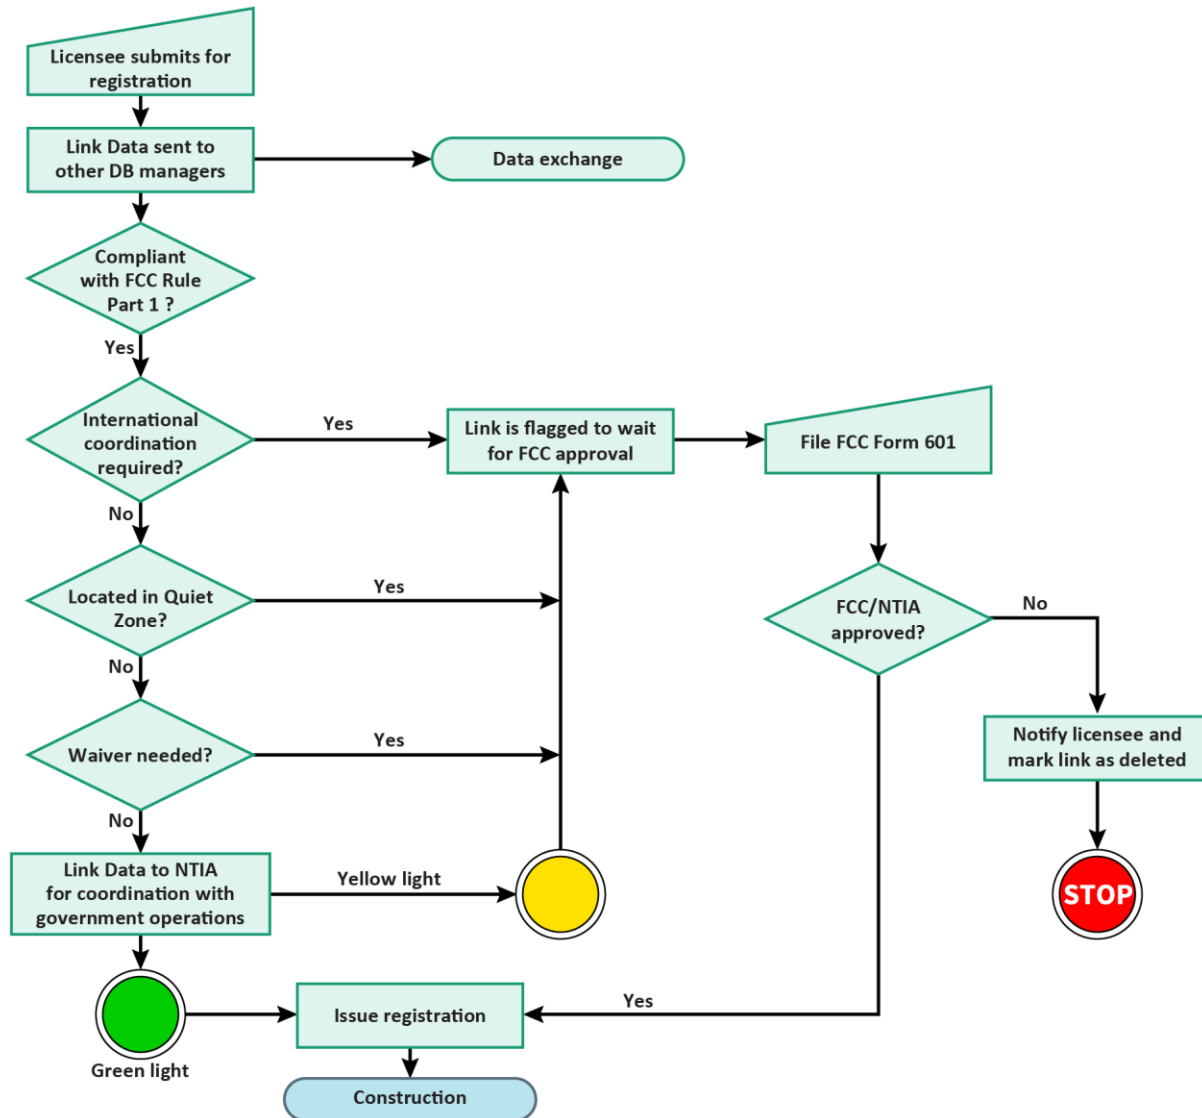 Licensee submits for
registration
Link Data sent to
other DB managers
Data exchange
Compliant
with FCC Rule
Part 1 ?
Yes
International
coordination
required?
Yes
Link is flagged to wait
for FCC approval
File FCC Form 601
No
Located in Quiet
Zone?
Yes
FCC/NTIA
approved?
No
No
Waiver needed?
Yes
Notify licensee and
mark link as deleted
No
Link Data to NTIA
for coordination with
government operations
Yellow light
STOP
Green light
Issue registration
Yes
Construction